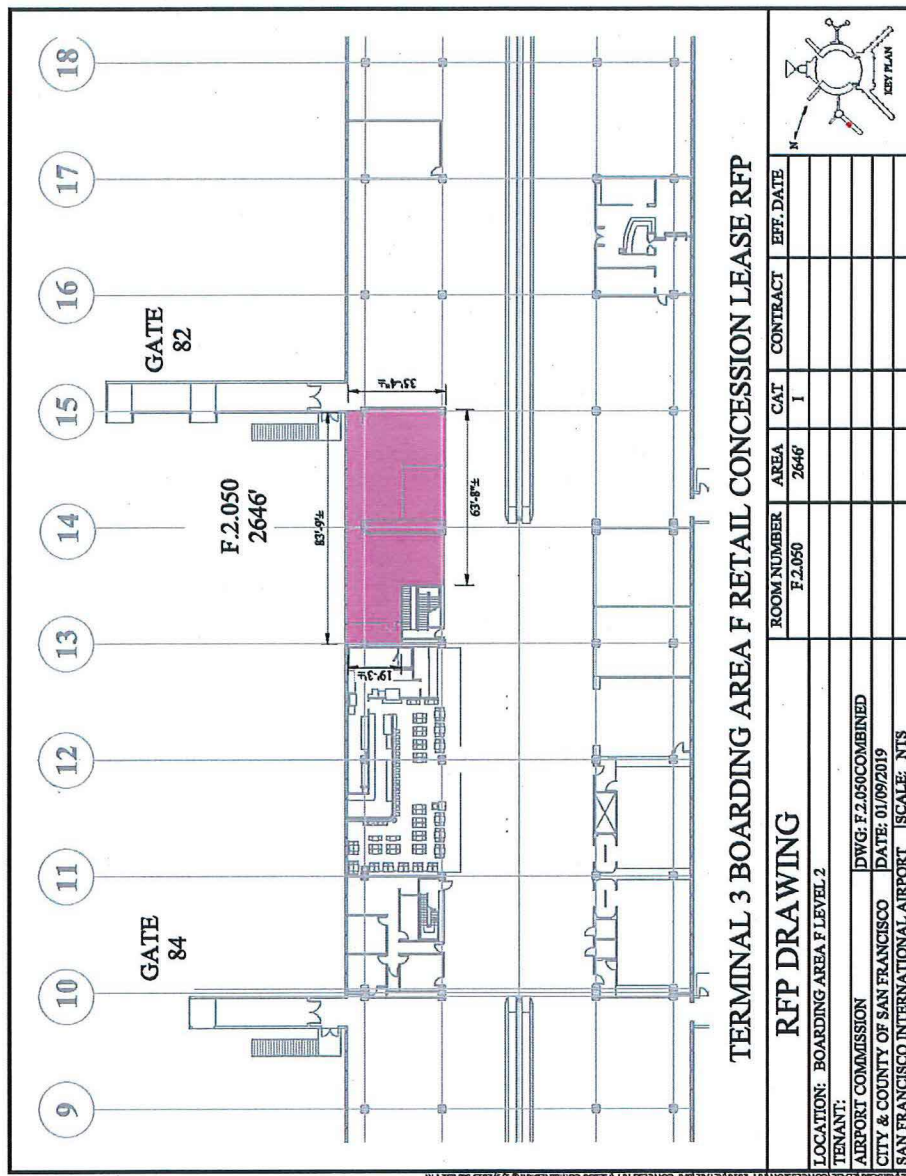 9
10
11
12
13
14
15
16
17
18
GATE
84
F.2.050
2646'
GATE
82
83'-9"±
35'-4"±
63'-8"±
19'-3"±
TERMINAL 3 BOARDING AREA F RETAIL CONCESSION LEASE RFP
RFP DRAWING
ROOM NUMBER
AREA
CAT
CONTRACT
EFF. DATE
F.2.050
2646'
1
LOCATION: BOARDING AREA F LEVEL 2
TENANT:
AIRPORT COMMISSION
DWG: F.2.050COMBINED
CITY & COUNTY OF SAN FRANCISCO
DATE: 01/09/2019
SAN FRANCISCO INTERNATIONAL AIRPORT
SCALE: NTS
N
KEY PLAN